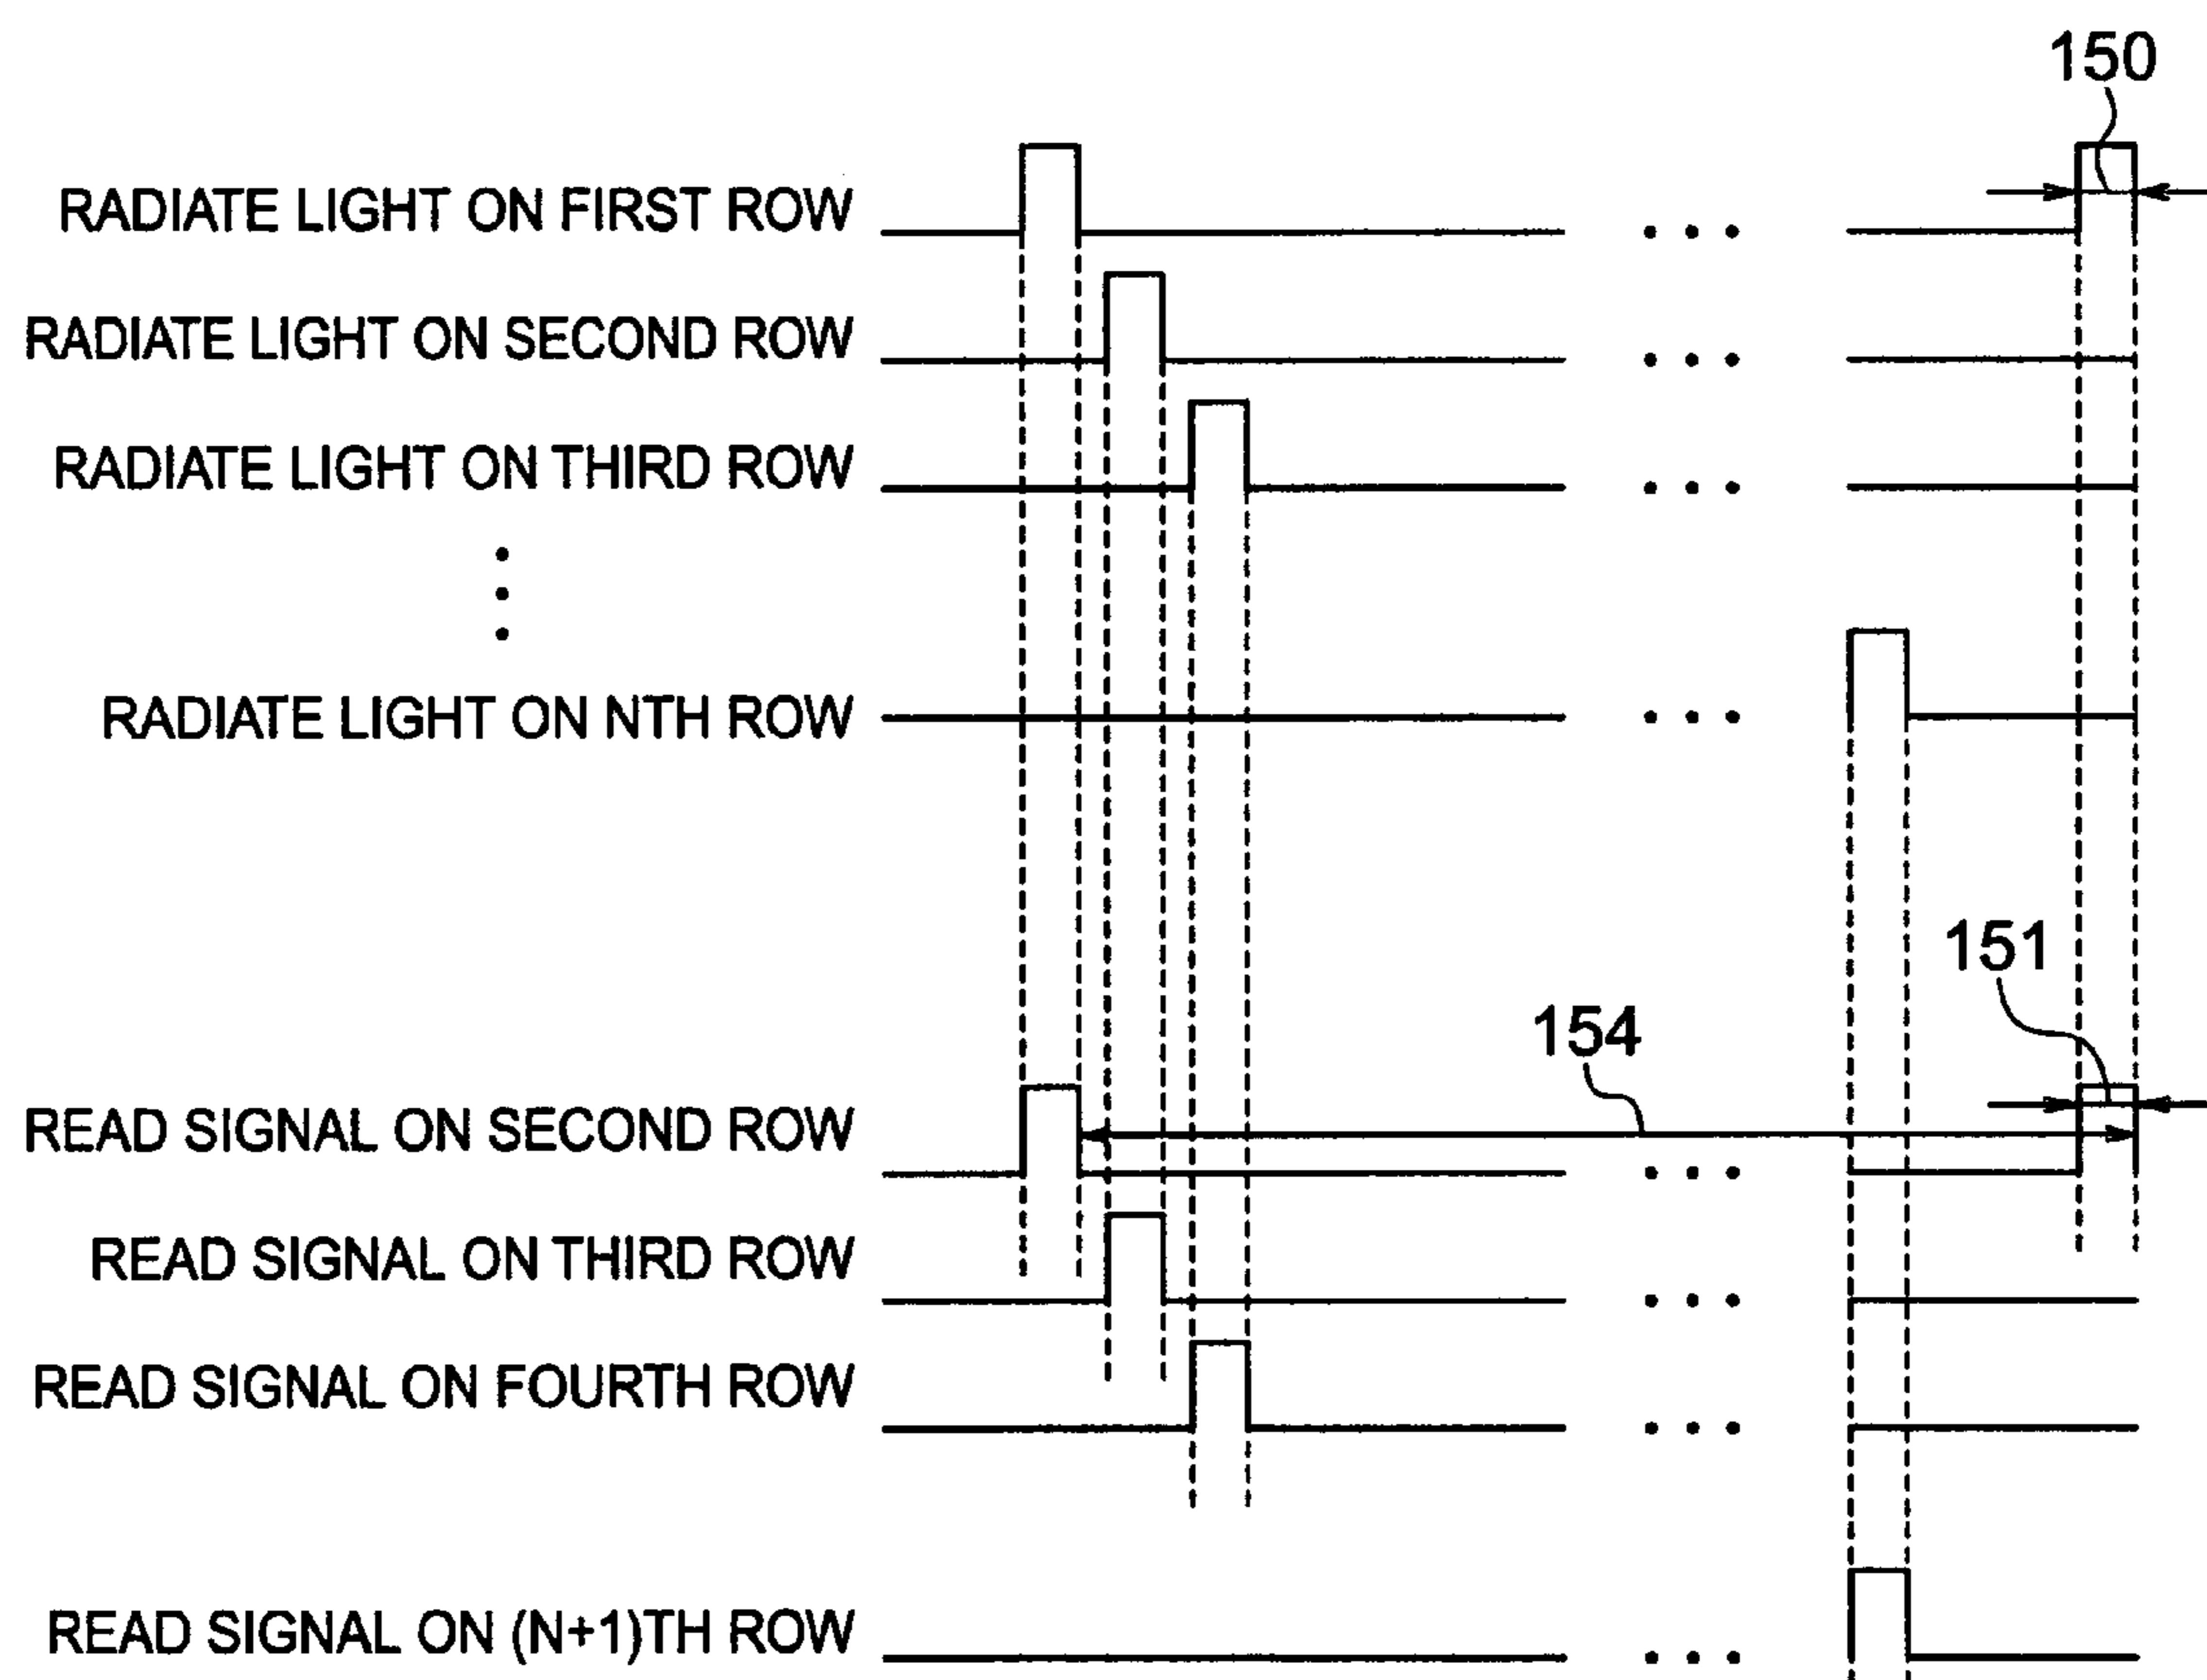 150
RADIATE LIGHT ON FIRST ROW
RADIATE LIGHT ON SECOND ROW
RADIATE LIGHT ON THIRD ROW
RADIATE LIGHT ON NTH ROW
151
154
READ SIGNAL ON SECOND ROW
READ SIGNAL ON THIRD ROW
READ SIGNAL ON FOURTH ROW
READ SIGNAL ON (N+1)TH ROW